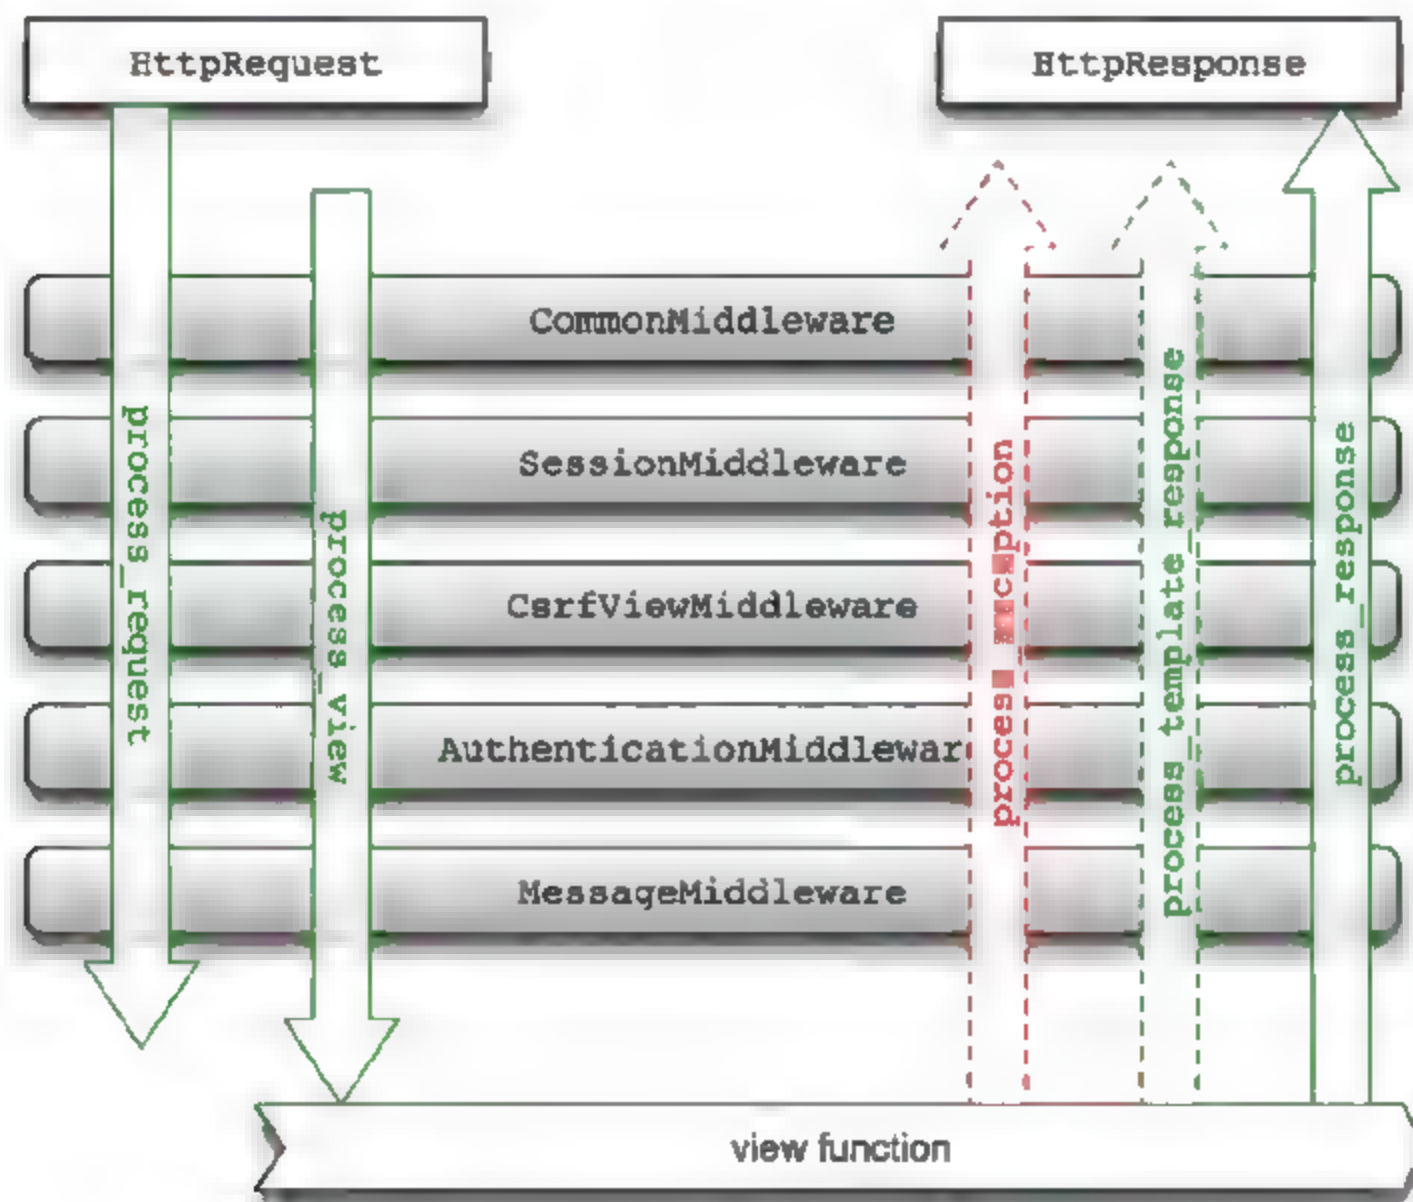 HttpRequest
HttpResponse
CommonMiddleware
SessionMiddleware
CsrfViewMiddleware
AuthenticationMiddlewar
MessageMiddleware
process_request
process_view
process_template_response
process_response
view function